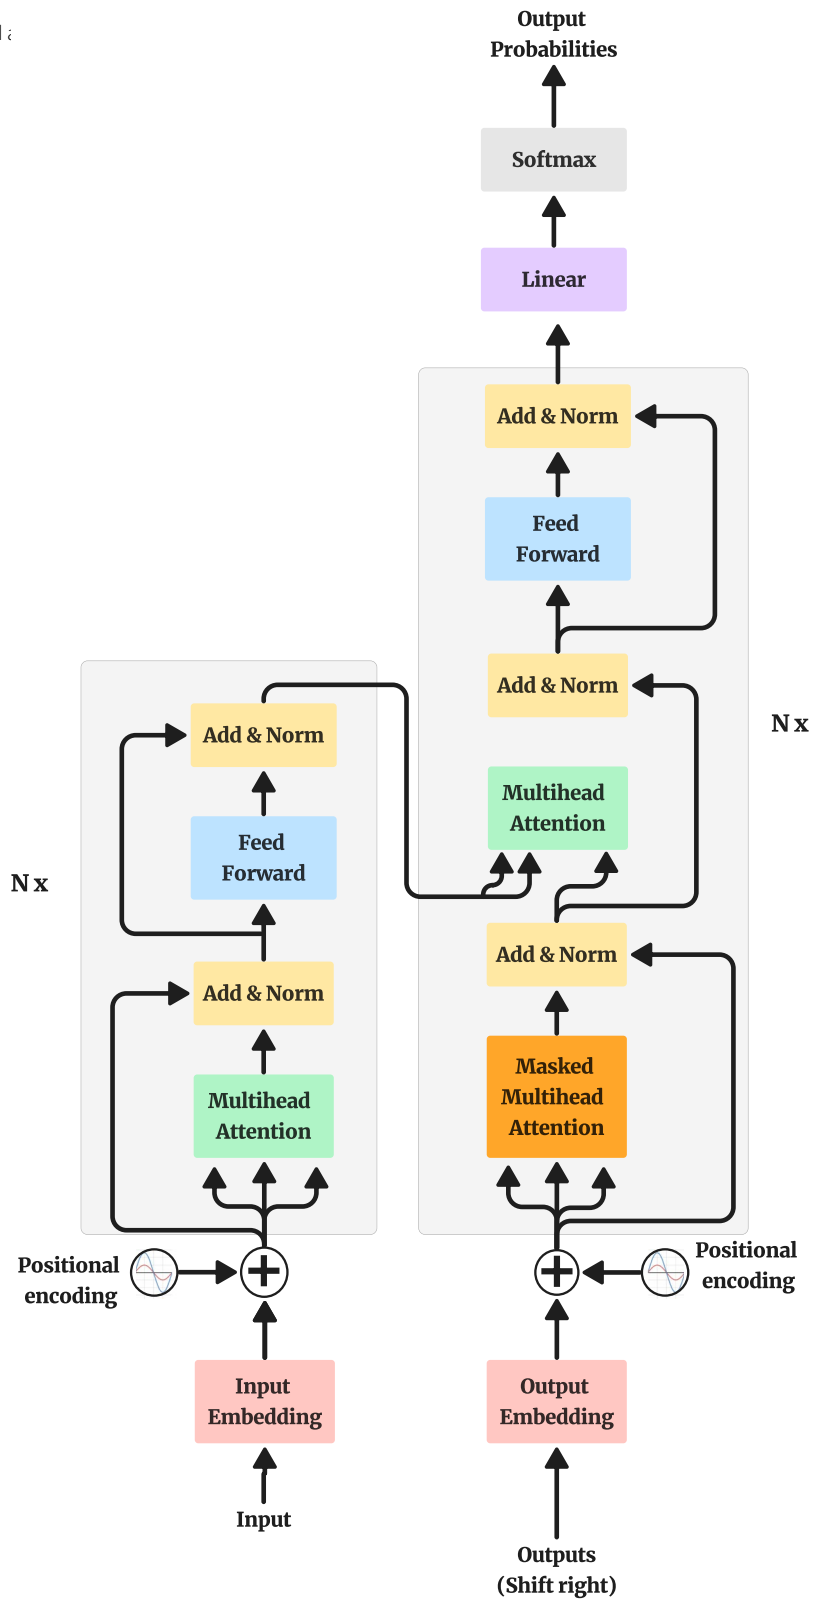 Output
Probabilities
Softmax
Linear
Add & Norm
Feed
Forward
Add & Norm
Multihead
Attention
Add & Norm
Masked
Multihead
Attention
N x
Add & Norm
Feed
Forward
Add & Norm
Multihead
Attention
N x
Positional
encoding
Positional
encoding
Input
Embedding
Output
Embedding
Input
Outputs
(Shift right)